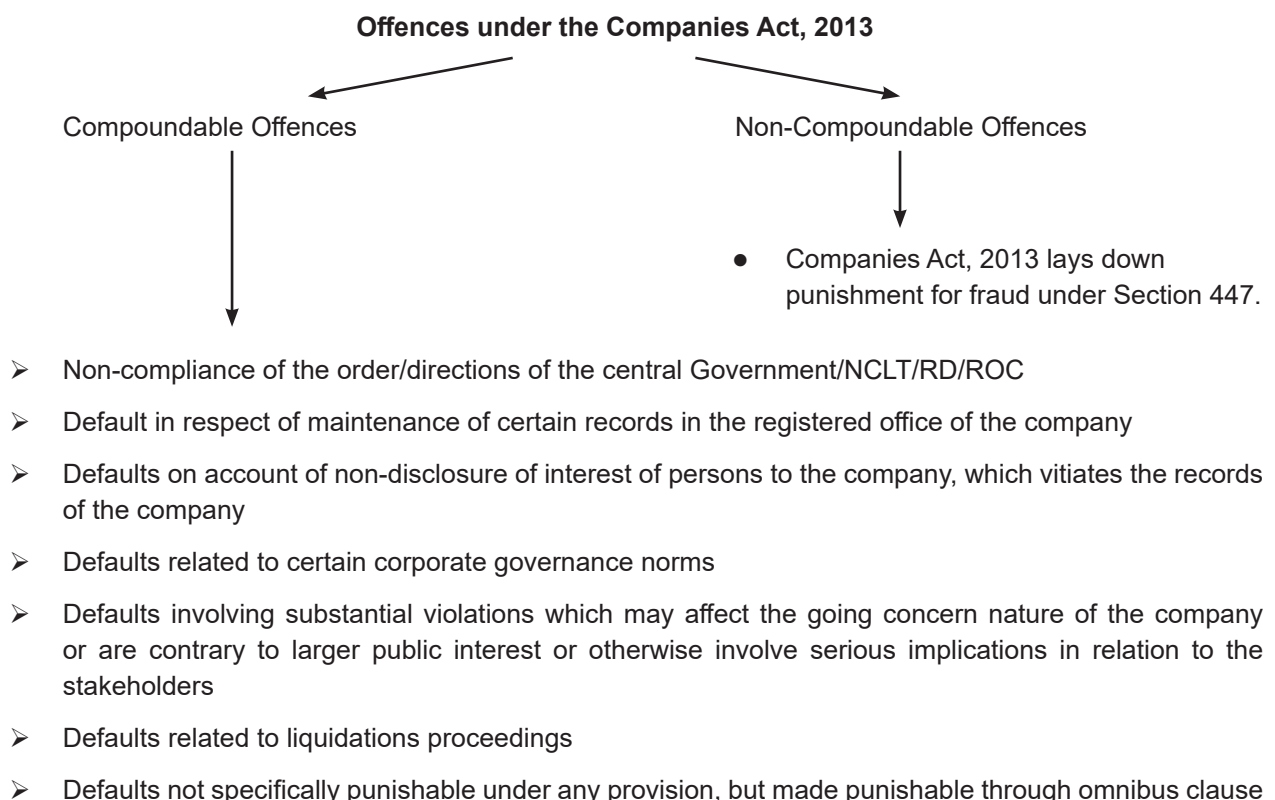 Offences under the Companies Act, 2013
Compoundable Offences
Non-Compoundable Offences
● Companies Act, 2013 lays down
punishment for fraud under Section 447.
➢ Non-compliance of the order/directions of the central Government/NCLT/RD/ROC
➢ Default in respect of maintenance of certain records in the registered office of the company
➢ Defaults on account of non-disclosure of interest of persons to the company, which vitiates the records
of the company
➢ Defaults related to certain corporate governance norms
➢ Defaults involving substantial violations which may affect the going concern nature of the company
or are contrary to larger public interest or otherwise involve serious implications in relation to the
stakeholders
➢ Defaults related to liquidations proceedings
➢ Defaults not specifically punishable under any provision, but made punishable through omnibus clause